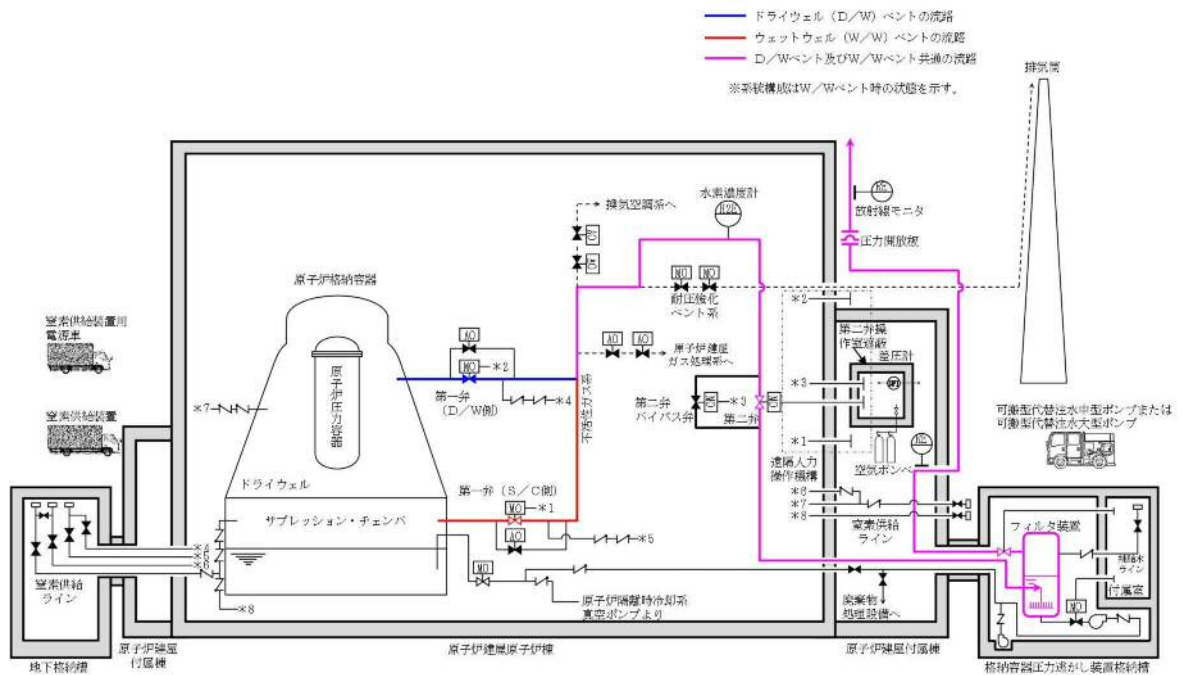 ドライウェル（D／W）ベントの流路
ウェットウェル（W／W）ベントの流路
D／Wベント及びW／Wベント共通の流路
※系統構成はW／Wベント時の状態を示す。
排気筒
水素濃度計
H2E
RE
放射線モニタ
圧力開放板
換気空調系へ
原子炉格納容器
原子炉圧力容器
窒素供給装置用
電源車
窒素供給装置
MO
MO
耐圧強化
ベント系
AO
MO
*2
第一弁
（D／W側）
*4
AO
AO
原子炉建屋
ガス処理系へ
不活性ガス系
第二弁
バイパス弁
*3
第二弁
*2
第二弁操
作室遮蔽
差圧計
*3
*1
遠隔人力
操作機構
空気ボンベ
RE
可搬型代替注水中型ポンプまたは
可搬型代替注水大型ポンプ
*7
ドライウェル
サプレッション・チェンバ
第一弁（S／C側）
MO
*1
AO
*5
*6
*7
*8
窒素供給
ライン
フィルタ装置
補給水
ライン
付属室
MO
窒素供給
ライン
*6
*8
MO
原子炉隔離時冷却系
真空ポンプより
廃棄物
処理設備へ
地下格納槽
原子炉建屋
付属棟
原子炉建屋原子炉棟
原子炉建屋付属棟
格納容器圧力逃がし装置格納槽